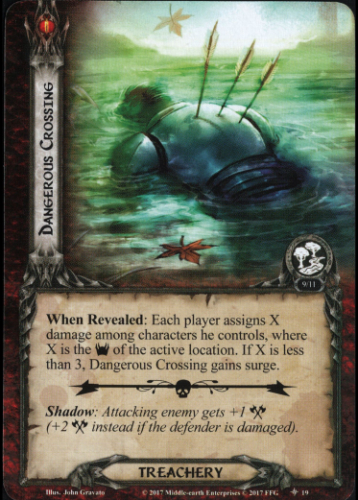 DANGEROUS CROSSING
9/11
When Revealed: Each player assigns X
damage among characters he controls, where
X is the of the active location. If X is less
than 3, Dangerous Crossing gains surge.
Shadow: Attacking enemy gets +1
(+2 instead if the defender is damaged).
TREACHERY
Illus. John Gravato
© 2017 Middle-earth Enterprises © 2017 FFG
19